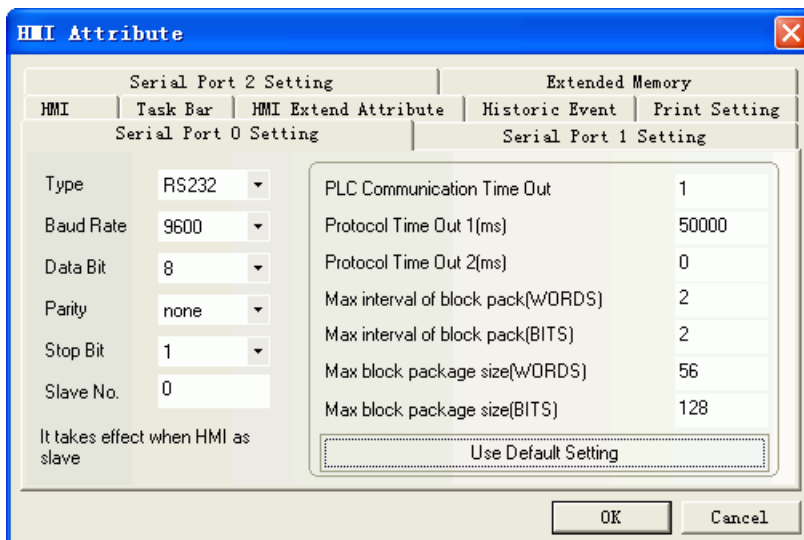 HMI Attribute
Serial Port 2 Setting
Extended Memory
HMI
Task Bar
HMI Extend Attribute
Historic Event
Print Setting
Serial Port 0 Setting
Serial Port 1 Setting
Type
RS232
Baud Rate
9600
Data Bit
8
Parity
none
Stop Bit
1
Slave No.
0
It takes effect when HMI as
slave
PLC Communication Time Out
1
Protocol Time Out 1(ms)
50000
Protocol Time Out 2(ms)
0
Max interval of block pack(WORDS)
2
Max interval of block pack(BITS)
2
Max block package size(WORDS)
56
Max block package size(BITS)
128
Use Default Setting
OK
Cancel